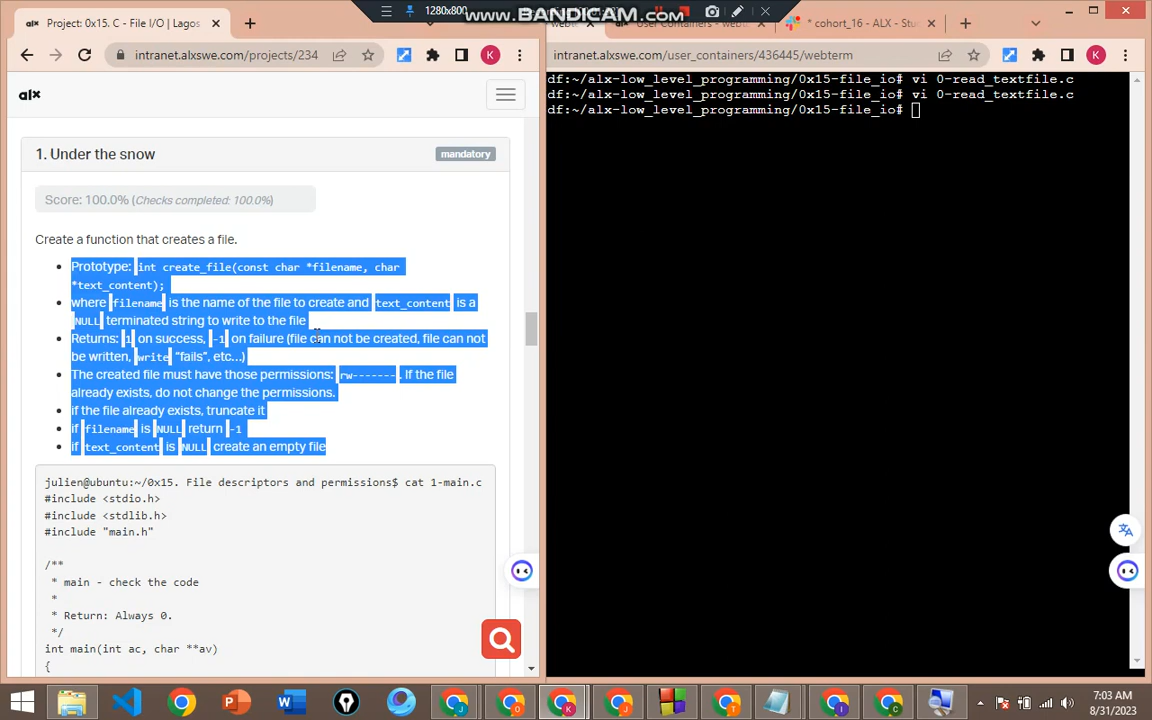 1280x800
www.BANDICAM.com
Project: 0x15. C - File I/O | Lagos
intranet.alxswe.com/projects/234
alx
1. Under the snow
mandatory
Score: 100.0% (Checks completed: 100.0%)
Create a function that creates a file.
Prototype: int create_file(const char *filename, char
*text_content);
where filename is the name of the file to create and text_content is a
NULL terminated string to write to the file
Returns: 1 on success, -1 on failure (file can not be created, file can not
be written, write “fails”, etc…)
The created file must have those permissions: rw-------. If the file
already exists, do not change the permissions.
if the file already exists, truncate it
if filename is NULL return -1
if text_content is NULL create an empty file
julien@ubuntu:~/0x15. File descriptors and permissions$ cat 1-main.c
#include <stdio.h>
#include <stdlib.h>
#include "main.h"
/**
* main - check the code
*
* Return: Always 0.
*/
int main(int ac, char **av)
{
* cohort_16 - ALX - Stu
intranet.alxswe.com/user_containers/436445/webterm
df:~/alx-low_level_programming/0x15-file_io# vi 0-read_textfile.c
df:~/alx-low_level_programming/0x15-file_io# vi 0-read_textfile.c
df:~/alx-low_level_programming/0x15-file_io#
7:03 AM
8/31/2023